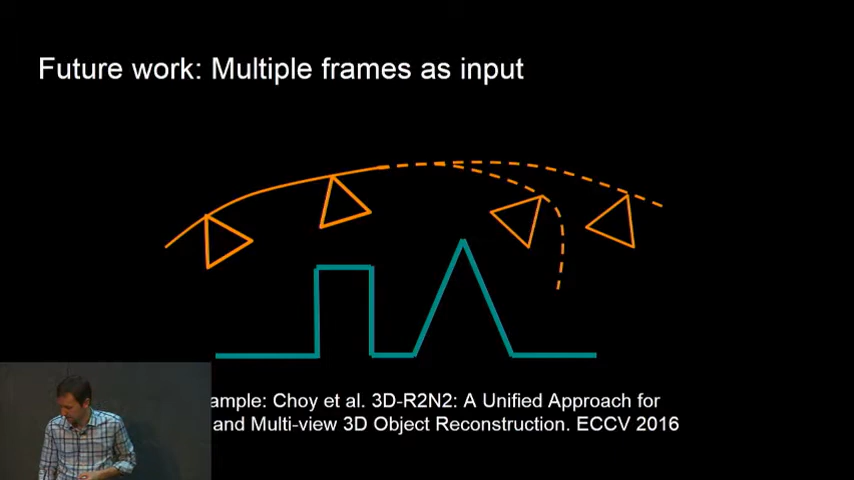 Future work: Multiple frames as input
ample: Choy et al. 3D-R2N2: A Unified Approach for
and Multi-view 3D Object Reconstruction. ECCV 2016